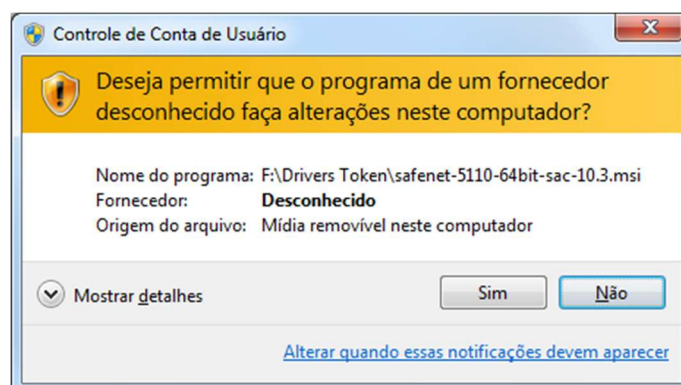 Controle de Conta de Usuário
Deseja permitir que o programa de um fornecedor
desconhecido faça alterações neste computador?
Nome do programa: F:\Drivers Token\safenet-5110-64bit-sac-10.3.msi
Fornecedor: Desconhecido
Origem do arquivo: Mídia removível neste computador
Mostrar detalhes Sim Não
Alterar quando essas notificações devem aparecer